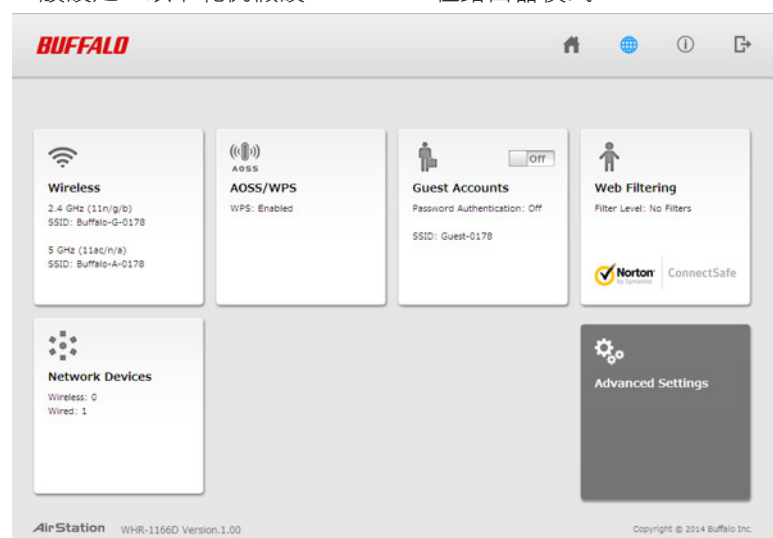 BUFFALO
((  ))
AOSS
Off
Wireless
2.4 GHz (11n/g/b)
SSID: Buffalo-G-0178
5 GHz (11ac/n/a)
SSID: Buffalo-A-0178
AOSS/WPS
WPS: Enabled
Guest Accounts
Password Authentication: Off
SSID: Guest-0178
Web Filtering
Filter Level: No Filters
Norton
by Symantec
ConnectSafe
Network Devices
Wireless: 0
Wired: 1
Advanced Settings
AirStation WHR-1166D Version.1.00
Copyright © 2014 Buffalo Inc.